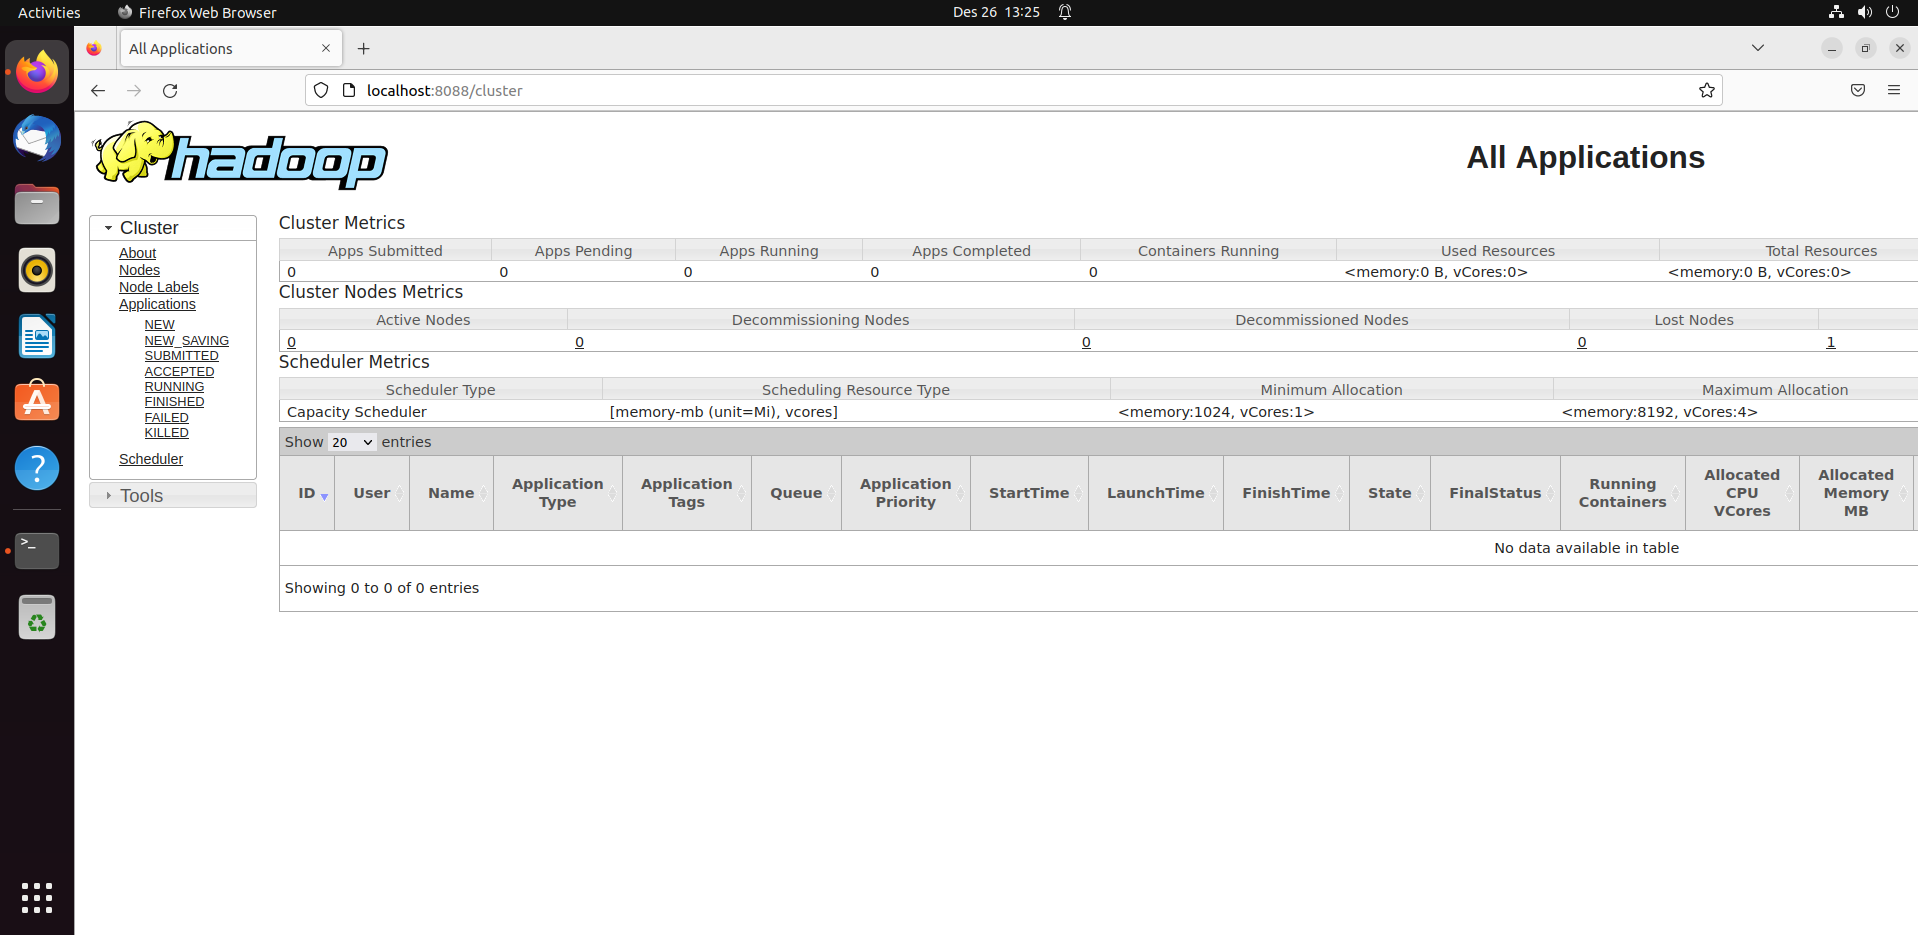 Activities Firefox Web Browser Des 26 13:25
All Applications
localhost:8088/cluster
hadoop
All Applications
Cluster
About
Nodes
Node Labels
Applications
NEW
NEW_SAVING
SUBMITTED
ACCEPTED
RUNNING
FINISHED
FAILED
KILLED
Scheduler
Tools
Cluster Metrics
Apps Submitted Apps Pending Apps Running Apps Completed Containers Running Used Resources Total Resources
0 0 0 0 0 <memory:0 B, vCores:0> <memory:0 B, vCores:0>
Cluster Nodes Metrics
Active Nodes Decommissioning Nodes Decommissioned Nodes Lost Nodes
0 0 0 0 1
Scheduler Metrics
Scheduler Type Scheduling Resource Type Minimum Allocation Maximum Allocation
Capacity Scheduler [memory-mb (unit=Mi), vcores] <memory:1024, vCores:1> <memory:8192, vCores:4>
Show 20 entries
ID User Name Application Type Application Tags Queue Application Priority StartTime LaunchTime FinishTime State FinalStatus Running Containers Allocated CPU VCores Allocated Memory MB
No data available in table
Showing 0 to 0 of 0 entries